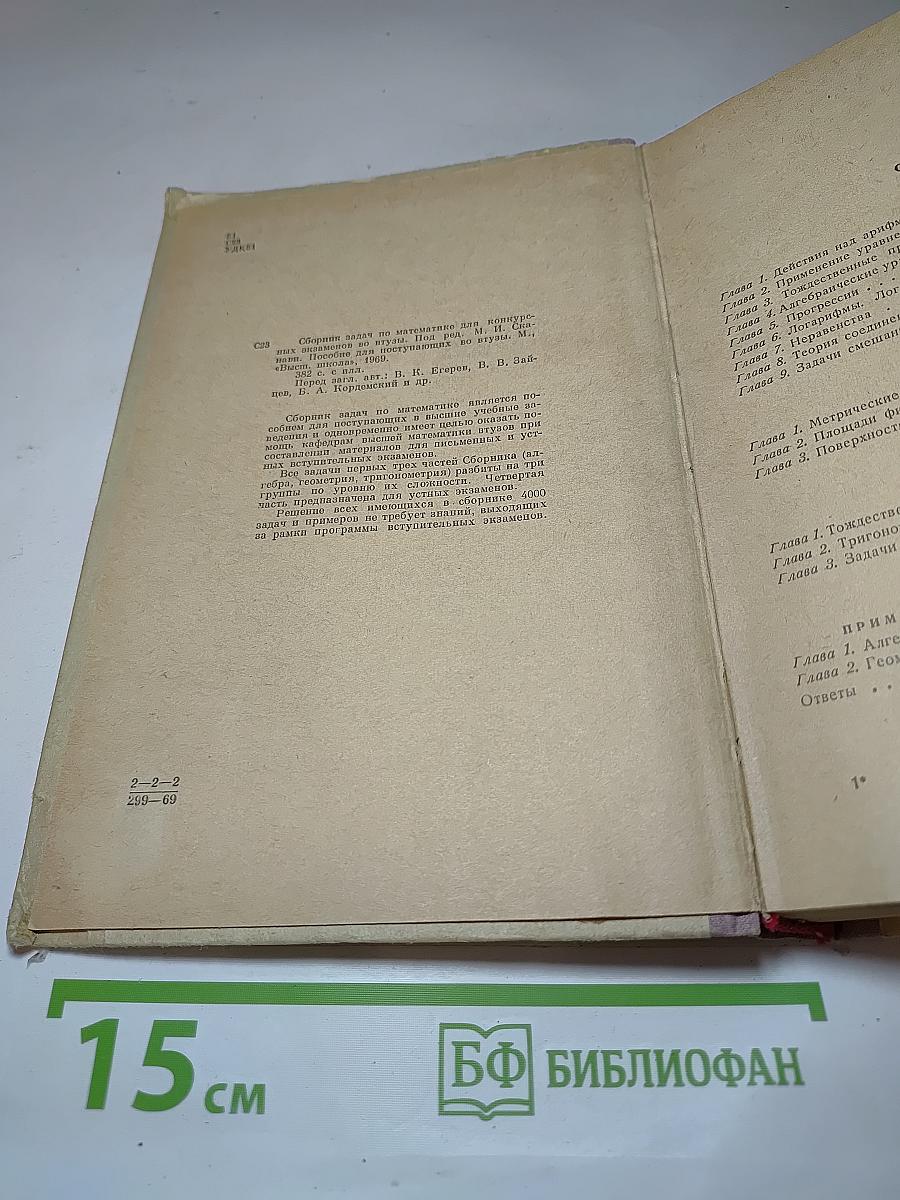 51
С23
УДК51
С23
Сборник задач по математике для конкурс-
ных экзаменов во втузы. Под ред. М. И. Ска-
нави. Пособие для поступающих во втузы. М.,
«Высш. школа», 1969.
382 с. с илл.
Перед загл. авт.: В. К. Егерев, В. В. Зай-
цев, Б. А. Кордемский и др.
Сборник задач по математике является по-
собием для поступающих в высшие учебные за-
ведения и одновременно имеет целью оказать по-
мощь кафедрам высшей математики втузов при
составлении материалов для письменных и уст-
ных вступительных экзаменов.
Все задачи первых трех частей Сборника (ал-
гебра, геометрия, тригонометрия) разбиты на три
группы по уровню их сложности. Четвертая
часть предназначена для устных экзаменов.
Решение всех имеющихся в сборнике 4000
задач и примеров не требует знаний, выходящих
за рамки программы вступительных экзаменов.
2—2—2
299—69
Глава 1. Действия над арифм
Глава 2. Применение уравне
Глава 3. Тождественные пр
Глава 4. Алгебраические ур
Глава 5. Прогрессии . .
Глава 6. Логарифмы. Лог
Глава 7. Неравенства .
Глава 8. Теория соедине
Глава 9. Задачи смешан
Глава 1. Метрические
Глава 2. Площади фи
Глава 3. Поверхност
Глава 1. Тождестве
Глава 2. Тригоно
Глава 3. Задачи
ПРИМ
Глава 1. Алге
Глава 2. Геом
Ответы . .
1*
15 см
БФ БИБЛИОФАН